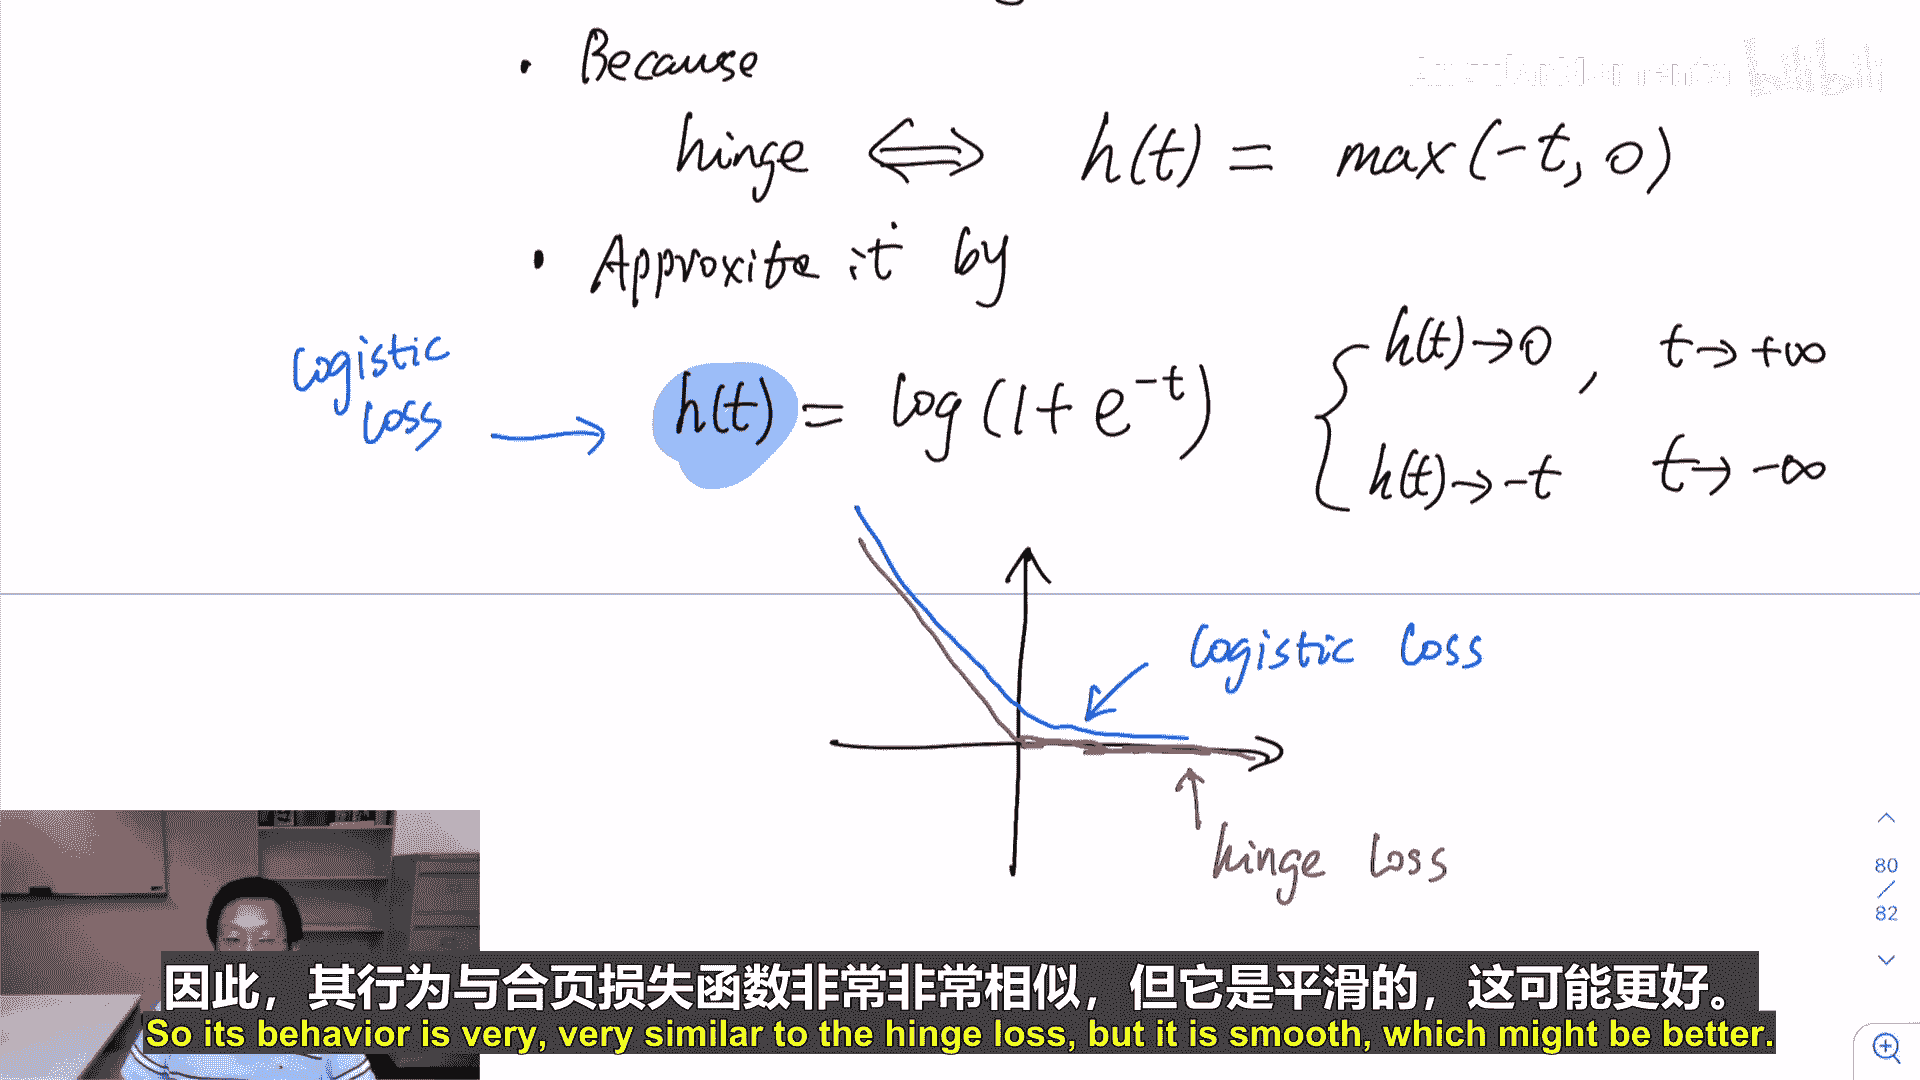 • Because
hinge ⟺ h(t) = max(-t, 0)
• Approxite it by
logistic loss → h(t) = log(1 + e^{-t})
{ h(t) → 0, t → +∞
h(t) → -t t → -∞
logistic loss
hinge loss
80
/
82
因此，其行为与合页损失函数非常非常相似，但它是平滑的，这可能更好。
So its behavior is very, very similar to the hinge loss, but it is smooth, which might be better.